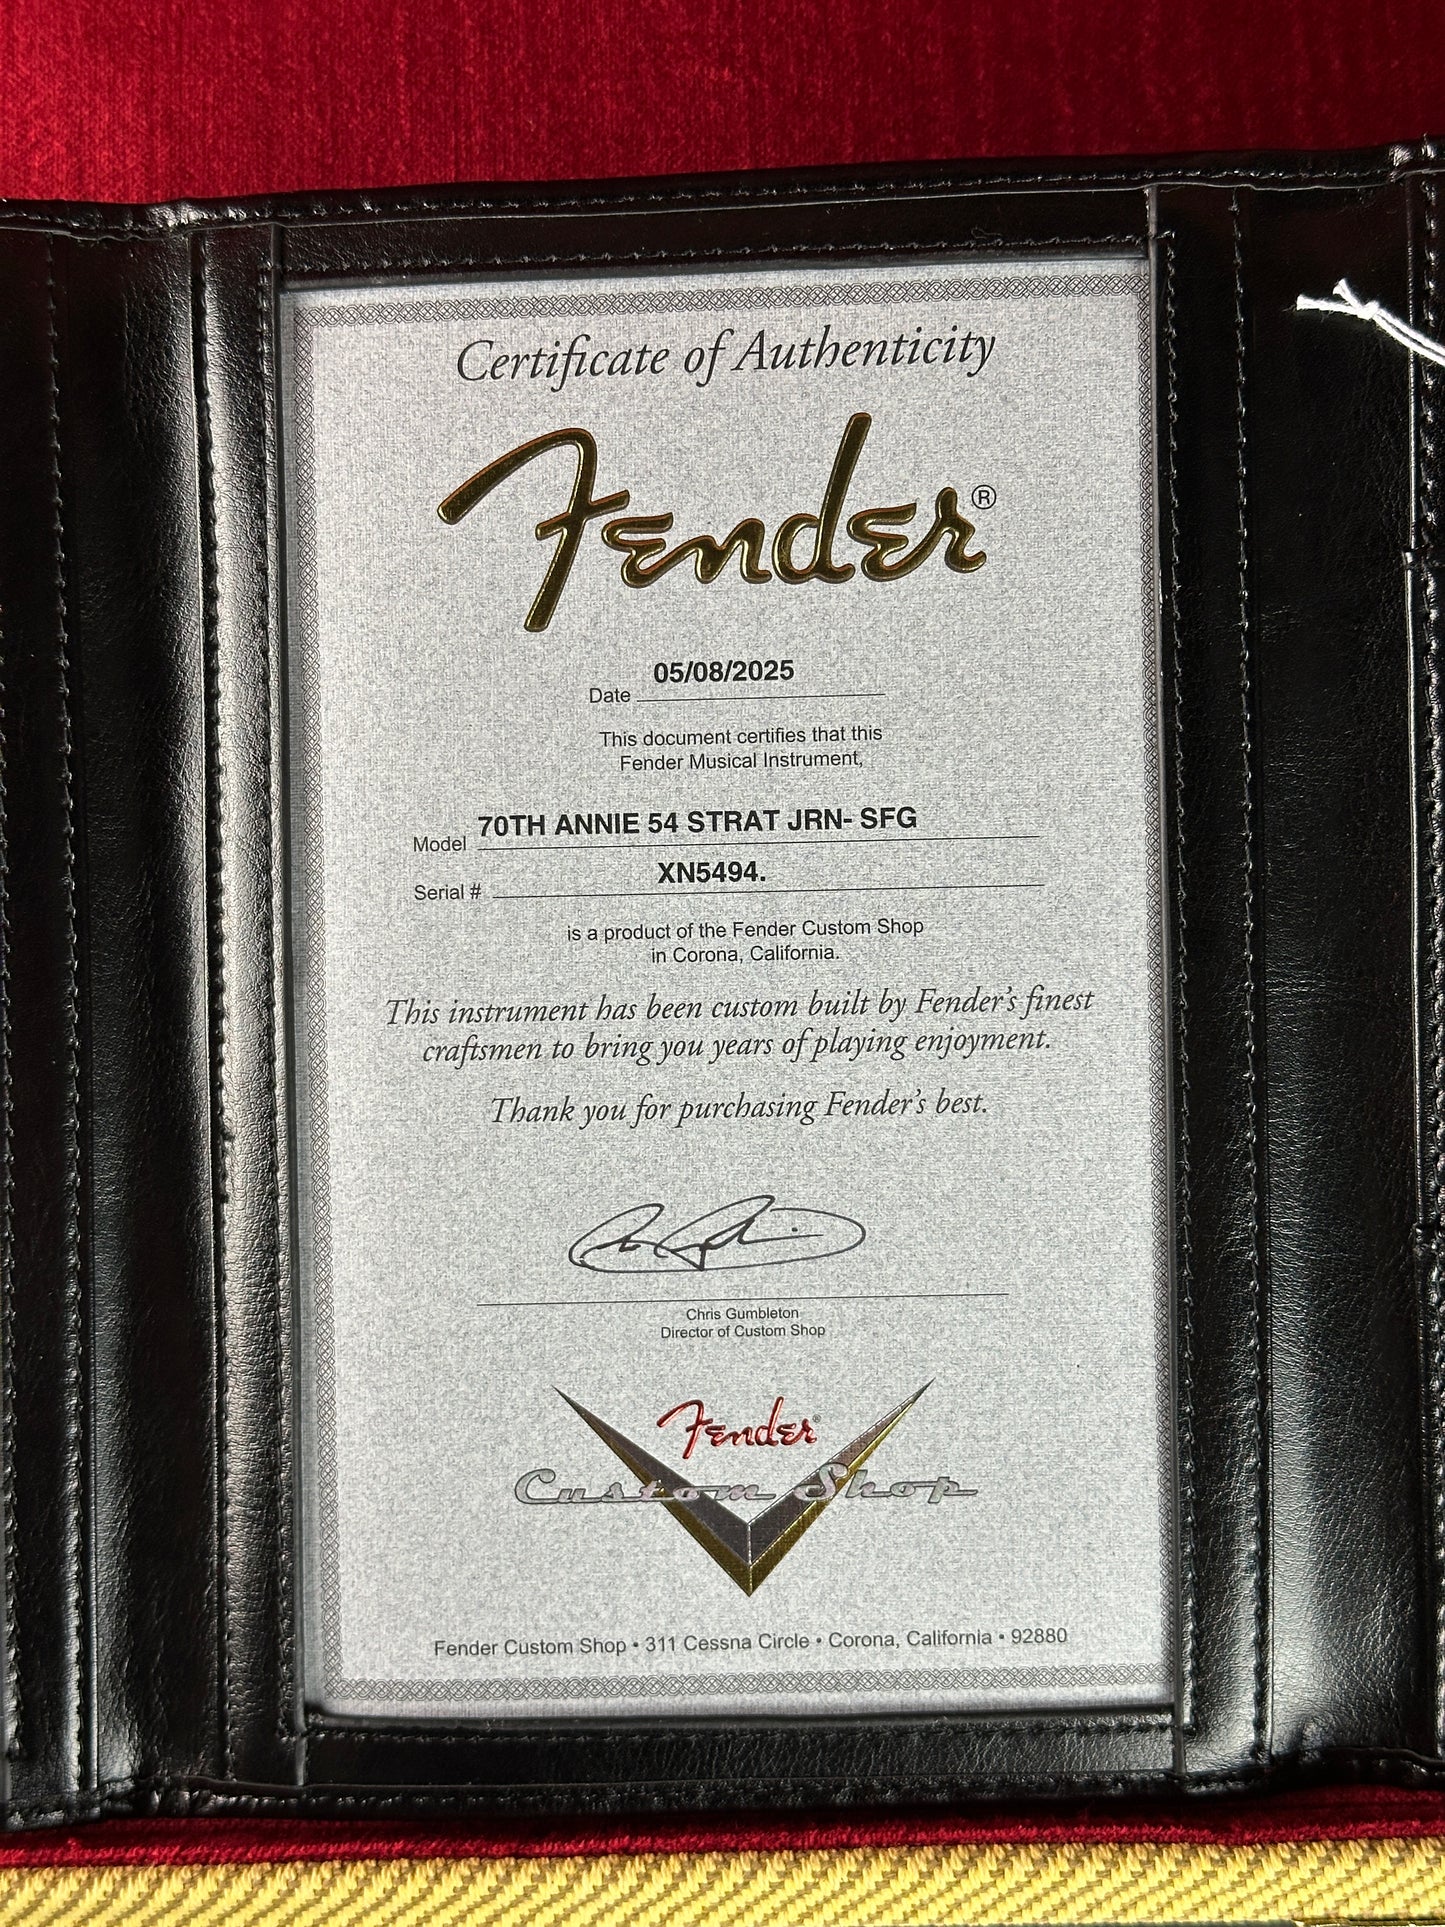 Certificate of Authenticity
Fender®
05/08/2025
Date
This document certifies that this
Fender Musical Instrument,
70TH ANNIE 54 STRAT JRN- SFG
Model
XN5494.
Serial #
is a product of the Fender Custom Shop
in Corona, California.
This instrument has been custom built by Fender's finest
craftsmen to bring you years of playing enjoyment.
Thank you for purchasing Fender's best.
Chris Gumbleton
Director of Custom Shop
Fender®
Custom Shop
Fender Custom Shop • 311 Cessna Circle • Corona, California • 92880